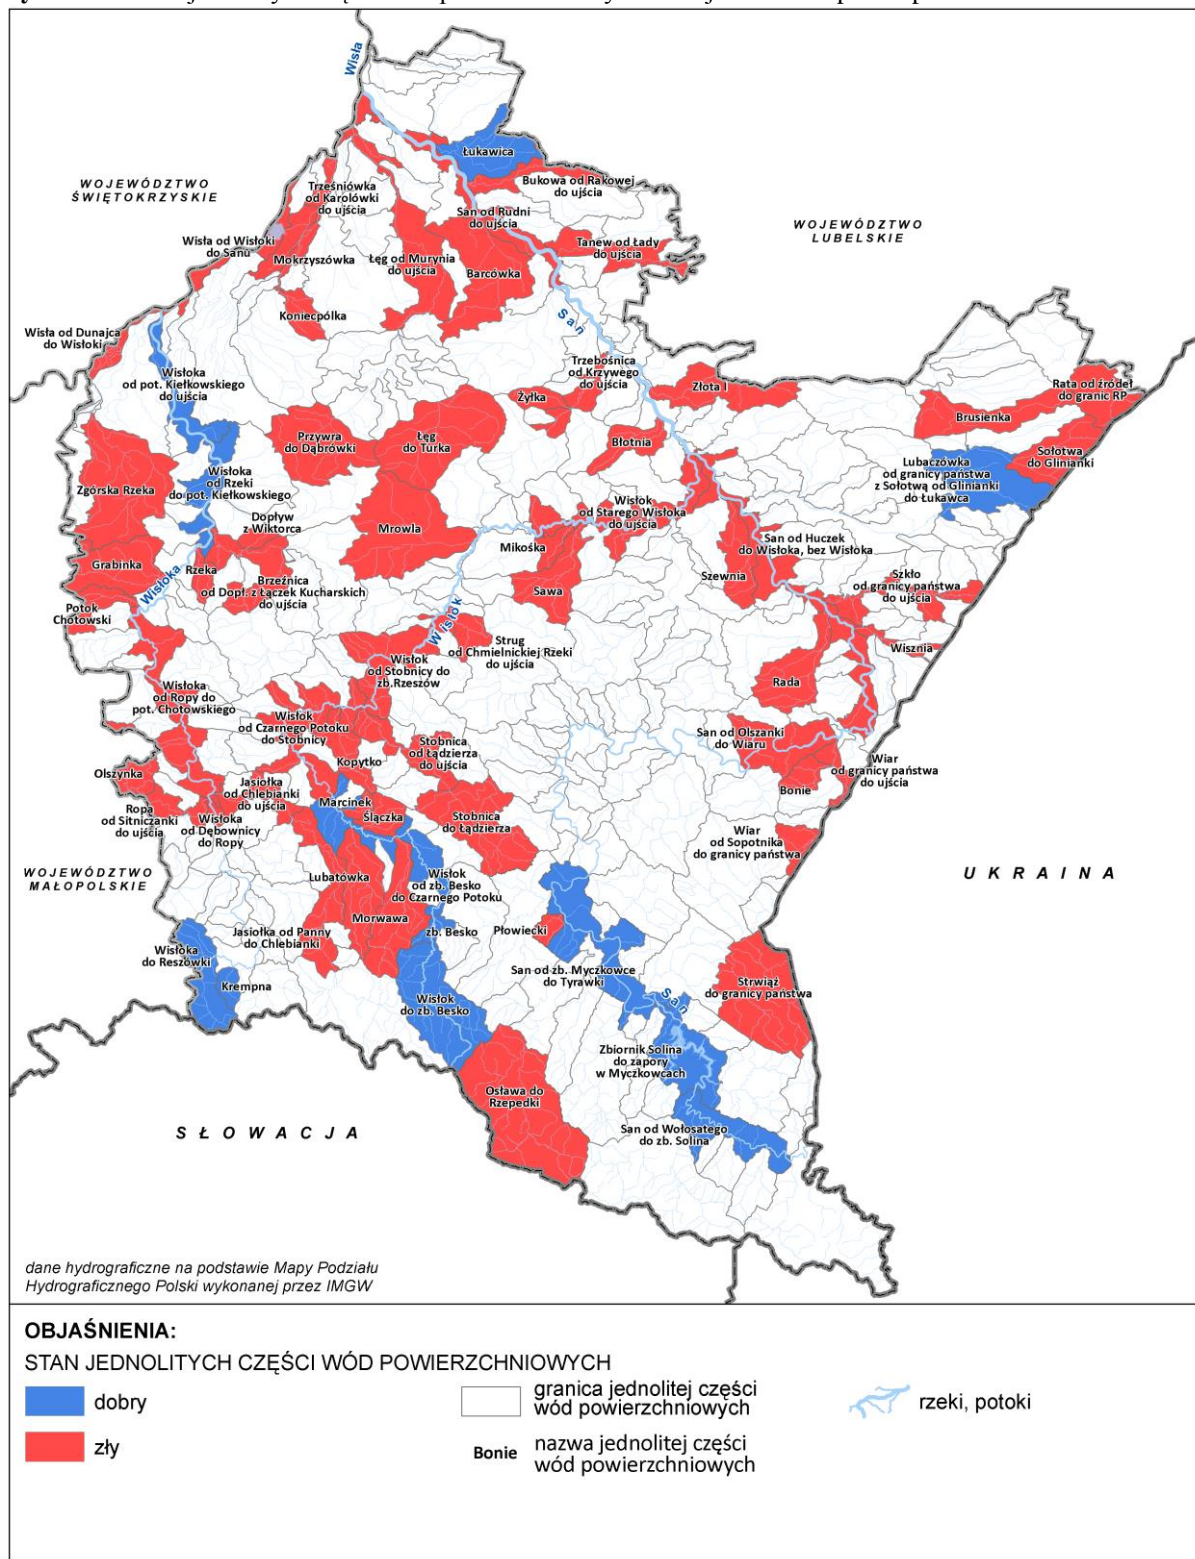 Wisła
Łukawica
WOJEWÓDZTWO
ŚWIĘTOKRZYSKIE
Trześniówka
od Karolówki
do ujścia
Bukowa od Rakowej
do ujścia
San od Rudni
do ujścia
WOJEWÓDZTWO
LUBELSKIE
Wisła od Wisłoki
do Sanu
Mokrzyszówka
Łęg od Murynia
do ujścia
Barcówka
Tanew od Łady
do ujścia
Koniecpólka
San
Wisła od Dunajca
do Wisłoki
Wisłoka
od pot. Kiełkowskiego
do ujścia
Trzebośnica
od Krzywego
do ujścia
Żyłka
Złota I
Rata od źródeł
do granic RP
Brusienka
Przywra
do Dąbrówki
Łęg
do Turka
Błotnia
Sołotwa
do Glinianki
Lubaczówka
od granicy państwa
z Sołotwą od Glinianki
do Łukawca
Zgórska Rzeka
Wisłoka
od Rzeki
do pot. Kiełkowskiego
Dopływ
z Wiktorca
Mrowla
Wisłok
od Starego Wisłoka
do ujścia
Mikośka
San od Huczek
do Wisłoka, bez Wisłoka
Grabinka
Rzeka
Brzeźnica
od Dopł. z Łączek Kucharskich
do ujścia
Wisłoka
Sawa
Szewnia
Szkło
od granicy państwa
do ujścia
Potok
Chotowski
Wisłok
Strug
od Chmielnickiej Rzeki
do ujścia
Wisznia
Wisłok
od Stobnicy do
zb.Rzeszów
Rada
Wisłoka
od Ropy do
pot. Chotowskiego
Wisłok
od Czarnego Potoku
do Stobnicy
San od Olszanki
do Wiaru
Stobnica
od Łądzierza
do ujścia
Kopytko
Wiar
od granicy państwa
do ujścia
Olszynka
Jasiołka
od Chlebianki
do ujścia
Bonie
Marcinek
Ślączka
Ropa
od Sitniczanki
do ujścia
Wisłoka
od Dębownicy
do Ropy
Stobnica
do Łądzierza
Wiar
od Sopotnika
do granicy państwa
WOJEWÓDZTWO
MAŁOPOLSKIE
Lubatówka
Wisłok
od zb. Besko
do Czarnego Potoku
UKRAINA
Morwawa
Jasiołka od Panny
do Chlebianki
zb. Besko
Płowiecki
Wisłoka
do Reszówki
San od zb. Myczkowce
do Tyrawki
Krempna
Wisłok
do zb. Besko
San
Strwiąż
do granicy państwa
Zbiornik Solina
do zapory
w Myczkowcach
Osława do
Rzepedki
SŁOWACJA
San od Wołosatego
do zb. Solina
dane hydrograficzne na podstawie Mapy Podziału
Hydrograficznego Polski wykonanej przez IMGW
OBJAŚNIENIA:
STAN JEDNOLITYCH CZĘŚCI WÓD POWIERZCHNIOWYCH
dobry
zły
granica jednolitej części
wód powierzchniowych
Bonie nazwa jednolitej części
wód powierzchniowych
rzeki, potoki